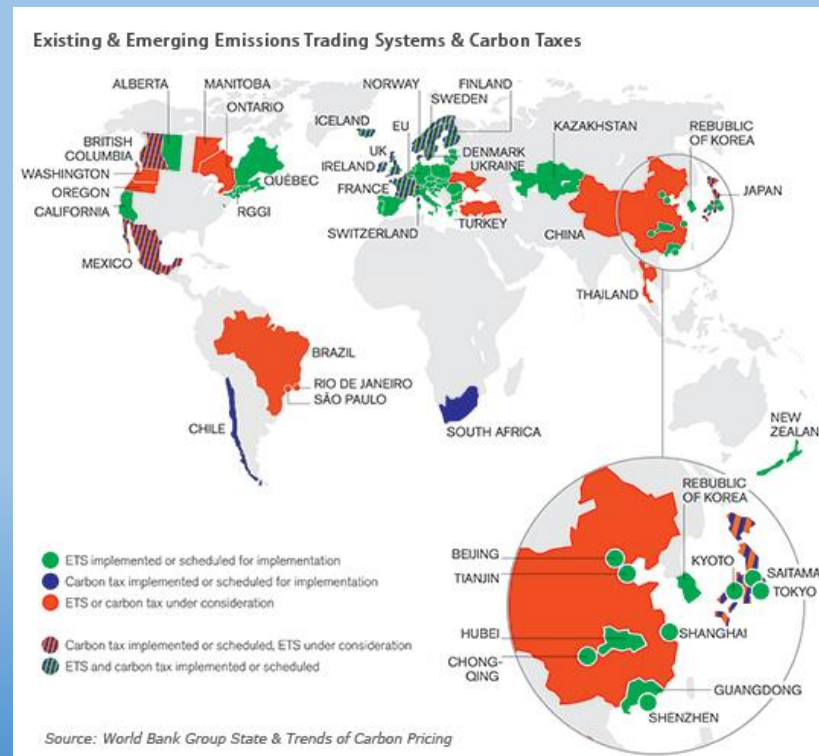 Existing & Emerging Emissions Trading Systems & Carbon Taxes
ALBERTA
MANITOBA
ONTARIO
NORWAY
FINLAND
SWEDEN
ICELAND
EU
KAZAKHSTAN
REPUBLIC
OF KOREA
BRITISH
COLUMBIA
UK
IRELAND
DENMARK
UKRAINE
WASHINGTON
OREGON
QUÉBEC
FRANCE
JAPAN
CALIFORNIA
RGGI
TURKEY
SWITZERLAND
CHINA
MEXICO
THAILAND
BRAZIL
RIO DE JANEIRO
SÃO PAULO
CHILE
SOUTH AFRICA
NEW
ZEALAND
REPUBLIC
OF KOREA
BEIJING
TIANJIN
KYOTO
SAITAMA
TOKYO
HUBEI
SHANGHAI
CHONG-
QING
GUANGDONG
SHENZHEN
ETS implemented or scheduled for implementation
Carbon tax implemented or scheduled for implementation
ETS or carbon tax under consideration
Carbon tax implemented or scheduled, ETS under consideration
ETS and carbon tax implemented or scheduled
Source: World Bank Group State & Trends of Carbon Pricing